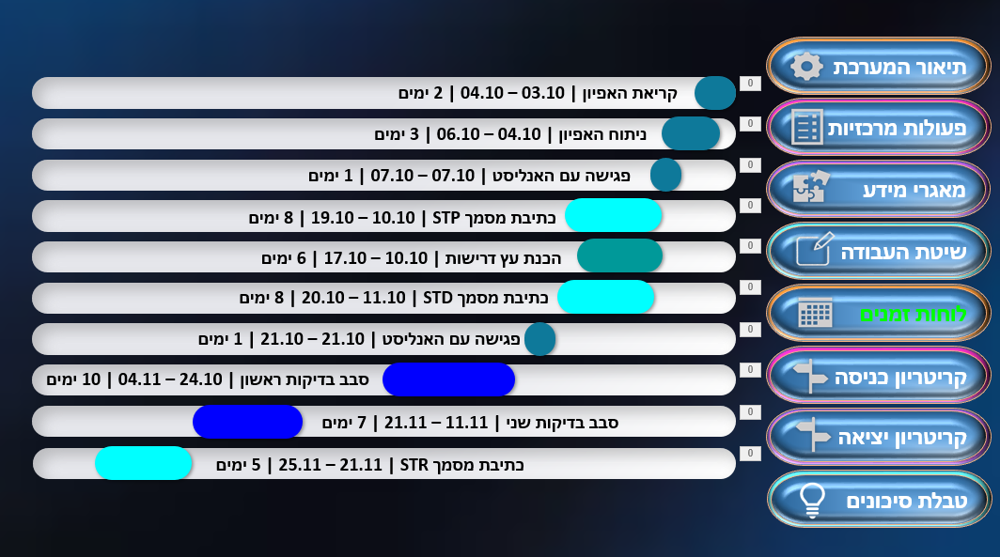 תיאור המערכת
פעולות מרכזיות
מאגרי מידע
שיטת העבודה
לוחות זמנים
קריטריון כניסה
קריטריון יציאה
טבלת סיכונים
0
קריאת האפיון | 03.10 – 04.10 | 2 ימים
0
ניתוח האפיון | 04.10 – 06.10 | 3 ימים
0
פגישה עם האנליסט | 07.10 – 07.10 | 1 ימים
0
כתיבת מסמך STP | 10.10 – 19.10 | 8 ימים
0
הכנת עץ דרישות | 10.10 – 17.10 | 6 ימים
0
כתיבת מסמך STD | 11.10 – 20.10 | 8 ימים
0
פגישה עם האנליסט | 21.10 – 21.10 | 1 ימים
0
סבב בדיקות ראשון | 24.10 – 04.11 | 10 ימים
0
סבב בדיקות שני | 11.11 – 21.11 | 7 ימים
0
כתיבת מסמך STR | 21.11 – 25.11 | 5 ימים